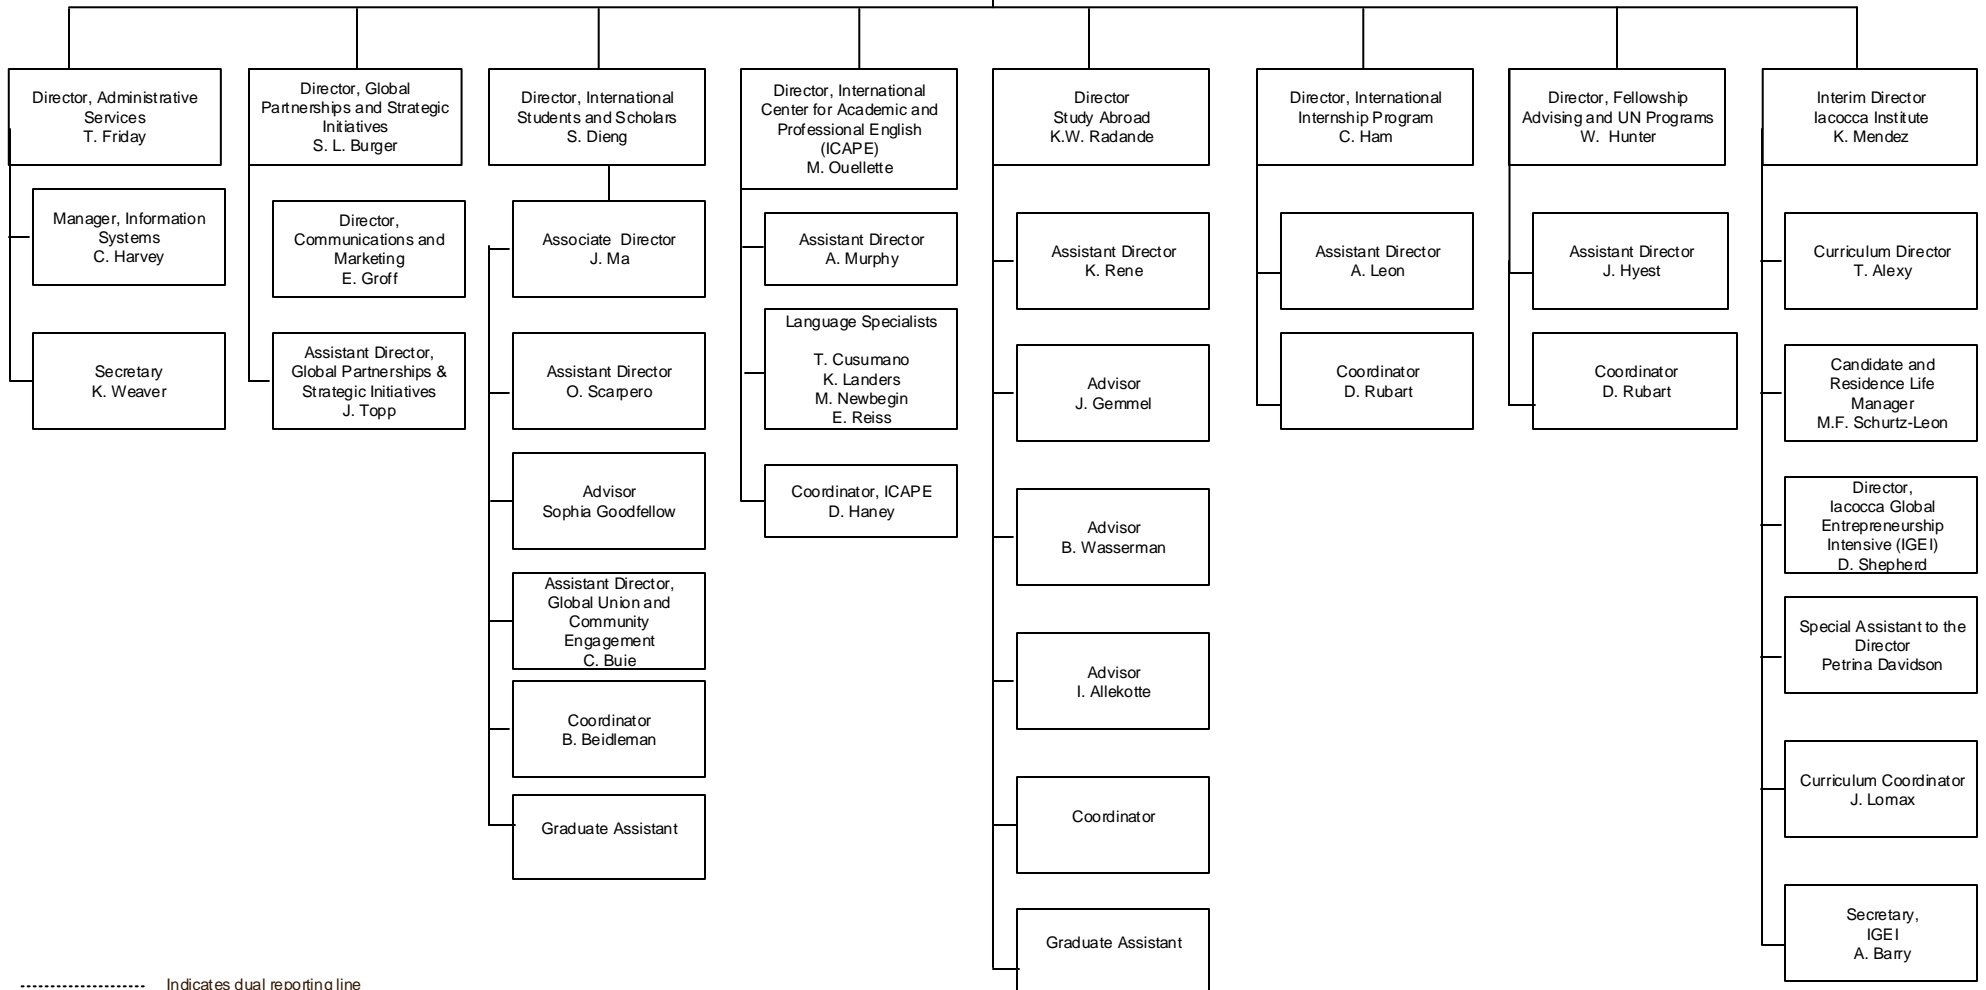 Director, Administrative
Services
T. Friday
Manager, Information
Systems
C. Harvey
Secretary
K. Weaver
Director, Global
Partnerships and Strategic
Initiatives
S. L. Burger
Director,
Communications and
Marketing
E. Groff
Assistant Director,
Global Partnerships &
Strategic Initiatives
J. Topp
Director, International
Students and Scholars
S. Dieng
Associate Director
J. Ma
Assistant Director
O. Scarpero
Advisor
Sophia Goodfellow
Assistant Director,
Global Union and
Community
Engagement
C. Buie
Coordinator
B. Beidleman
Graduate Assistant
Director, International
Center for Academic and
Professional English
(ICAPE)
M. Ouellette
Assistant Director
A. Murphy
Language Specialists
T. Cusumano
K. Landers
M. Newbegin
E. Reiss
Coordinator, ICAPE
D. Haney
Director
Study Abroad
K.W. Radande
Assistant Director
K. Rene
Advisor
J. Gemmel
Advisor
B. Wasserman
Advisor
I. Allekotte
Coordinator
Graduate Assistant
Director, International
Internship Program
C. Ham
Assistant Director
A. Leon
Coordinator
D. Rubart
Director, Fellowship
Advising and UN Programs
W. Hunter
Assistant Director
J. Hyest
Coordinator
D. Rubart
Interim Director
Iacocca Institute
K. Mendez
Curriculum Director
T. Alexy
Candidate and
Residence Life
Manager
M.F. Schurtz-Leon
Director,
Iacocca Global
Entrepreneurship
Intensive (IGEI)
D. Shepherd
Special Assistant to the
Director
Petrina Davidson
Curriculum Coordinator
J. Lomax
Secretary,
IGEI
A. Barry
Indicates dual reporting line